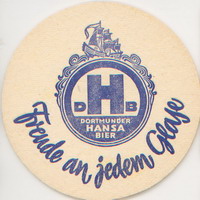 D H B
DORTMUNDER
HANSA
BIER
Freude an jedem Glase